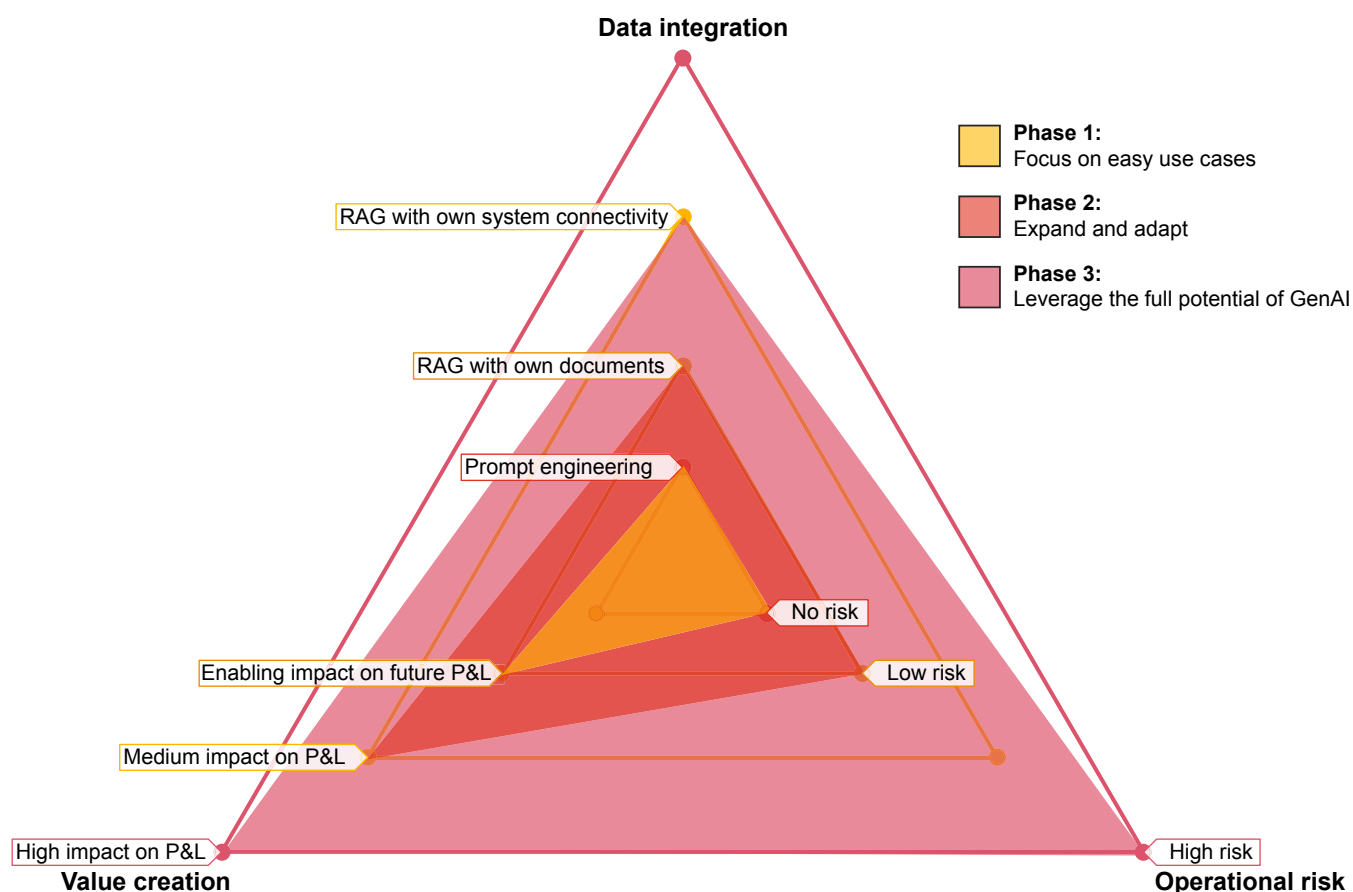 Data integration
Phase 1:
Focus on easy use cases
Phase 2:
Expand and adapt
Phase 3:
Leverage the full potential of GenAI
RAG with own system connectivity
RAG with own documents
Prompt engineering
No risk
Enabling impact on future P&L
Low risk
Medium impact on P&L
High impact on P&L
High risk
Value creation
Operational risk